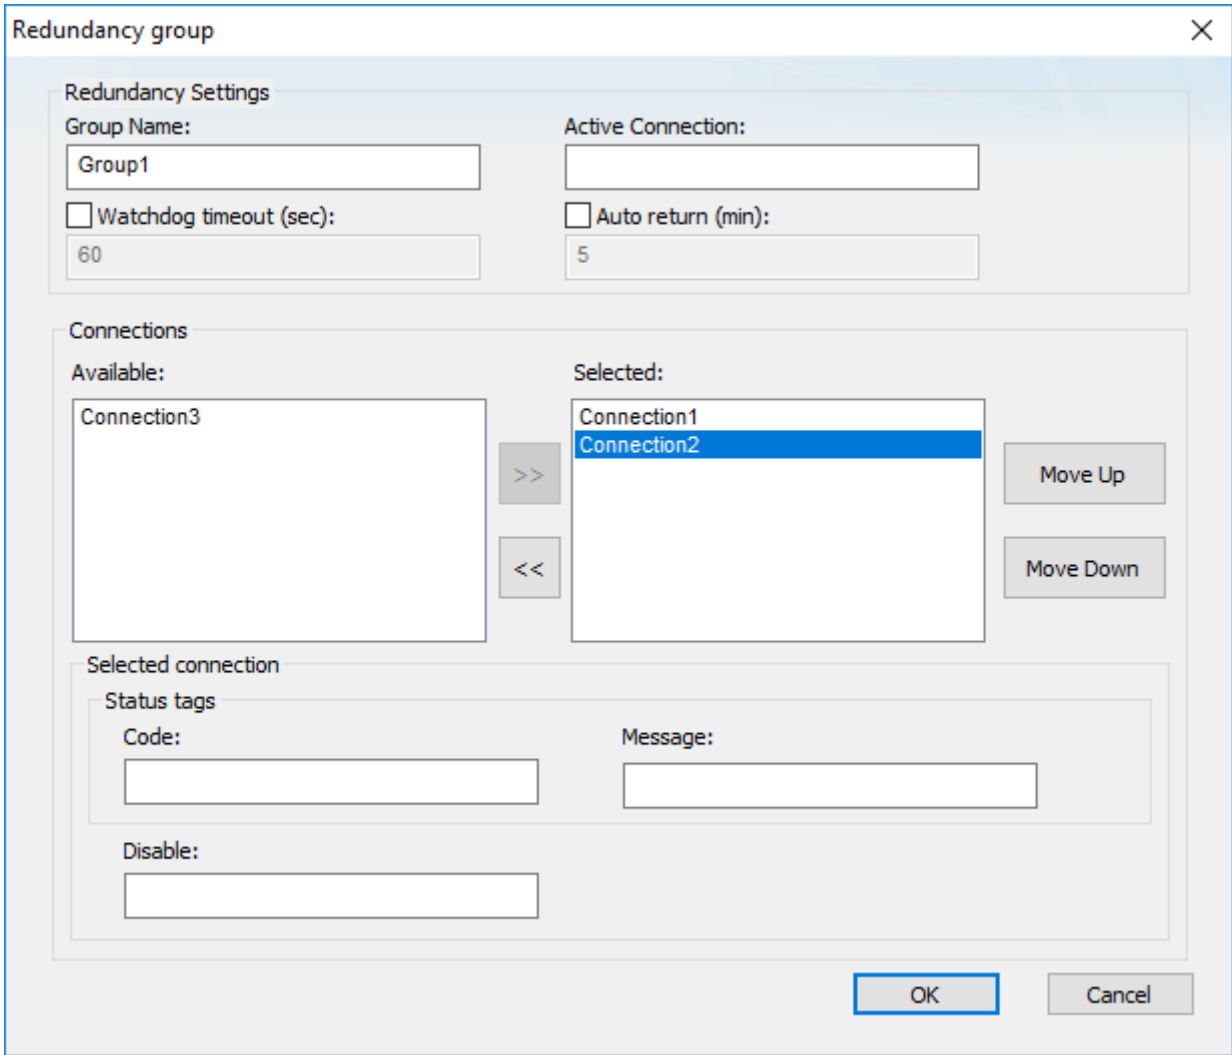 Redundancy group
Redundancy Settings
Group Name:
Active Connection:
Group1
Watchdog timeout (sec):
Auto return (min):
60
5
Connections
Available:
Selected:
Connection3
Connection1
Connection2
>>
<<
Move Up
Move Down
Selected connection
Status tags
Code:
Message:
Disable:
OK
Cancel